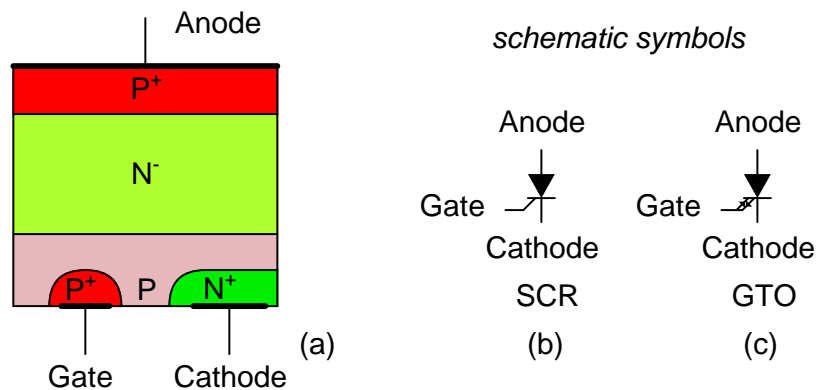 Anode
P+
N-
P+
P
N+
Gate
Cathode
(a)
schematic symbols
Anode
Gate
Cathode
SCR
(b)
Anode
Gate
Cathode
GTO
(c)